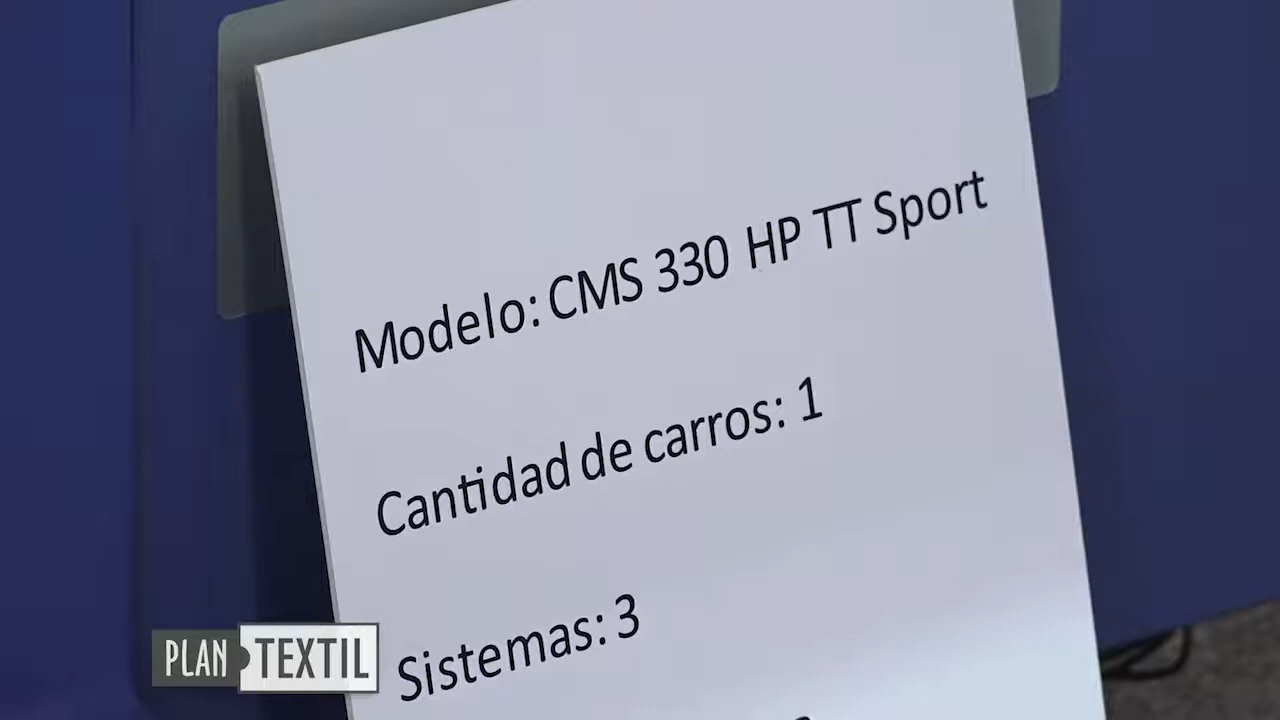 Modelo: CMS 330 HP TT Sport
Cantidad de carros: 1
Sistemas: 3
PLAN TEXTIL